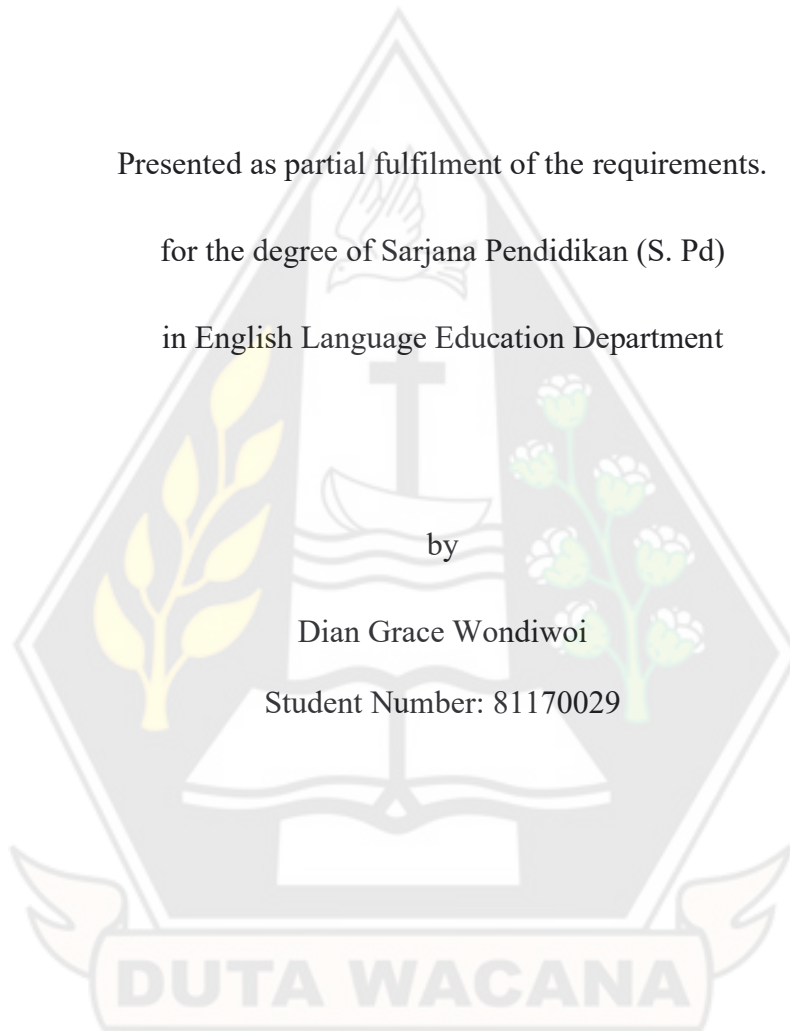 Presented as partial fulfilment of the requirements.
for the degree of Sarjana Pendidikan (S. Pd)
in English Language Education Department
by
Dian Grace Wondiwoi
Student Number: 81170029
DUTA WACANA